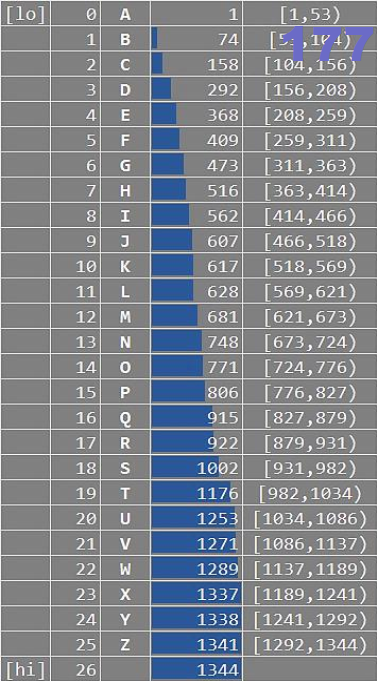 [lo] 0 A 1 [1,53)
177
1 B 74 [53,104)
2 C 158 [104,156)
3 D 292 [156,208)
4 E 368 [208,259)
5 F 409 [259,311)
6 G 473 [311,363)
7 H 516 [363,414)
8 I 562 [414,466)
9 J 607 [466,518)
10 K 617 [518,569)
11 L 628 [569,621)
12 M 681 [621,673)
13 N 748 [673,724)
14 O 771 [724,776)
15 P 806 [776,827)
16 Q 915 [827,879)
17 R 922 [879,931)
18 S 1002 [931,982)
19 T 1176 [982,1034)
20 U 1253 [1034,1086)
21 V 1271 [1086,1137)
22 W 1289 [1137,1189)
23 X 1337 [1189,1241)
24 Y 1338 [1241,1292)
25 Z 1341 [1292,1344)
[hi] 26 1344